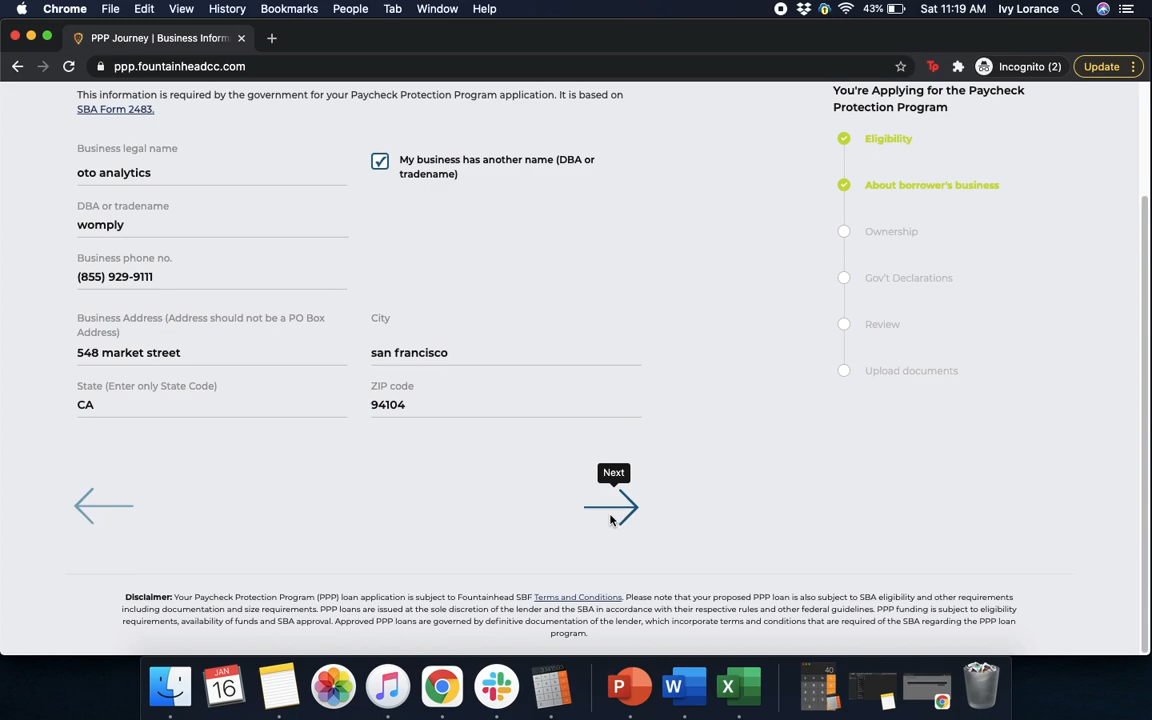 Chrome File Edit View History Bookmarks People Tab Window Help 43% Sat 11:19 AM Ivy Lorance
PPP Journey | Business Inform
ppp.fountainheadcc.com Tp Incognito (2) Update
This information is required by the government for your Paycheck Protection Program application. It is based on
SBA Form 2483.
Business legal name
oto analytics
My business has another name (DBA or
tradename)
DBA or tradename
womply
Business phone no.
(855) 929-9111
Business Address (Address should not be a PO Box
Address)
548 market street
City
san francisco
State (Enter only State Code)
CA
ZIP code
94104
Next
You're Applying for the Paycheck
Protection Program
Eligibility
About borrower's business
Ownership
Gov't Declarations
Review
Upload documents
Disclaimer: Your Paycheck Protection Program (PPP) loan application is subject to Fountainhead SBF Terms and Conditions. Please note that your proposed PPP loan is also subject to SBA eligibility and other requirements
including documentation and size requirements. PPP loans are issued at the sole discretion of the lender and the SBA in accordance with their respective rules and other federal guidelines. PPP funding is subject to eligibility
requirements, availability of funds and SBA approval. Approved PPP loans are governed by definitive documentation of the lender, which incorporate terms and conditions that are required of the SBA regarding the PPP loan
program.
JAN
16
P W X
40